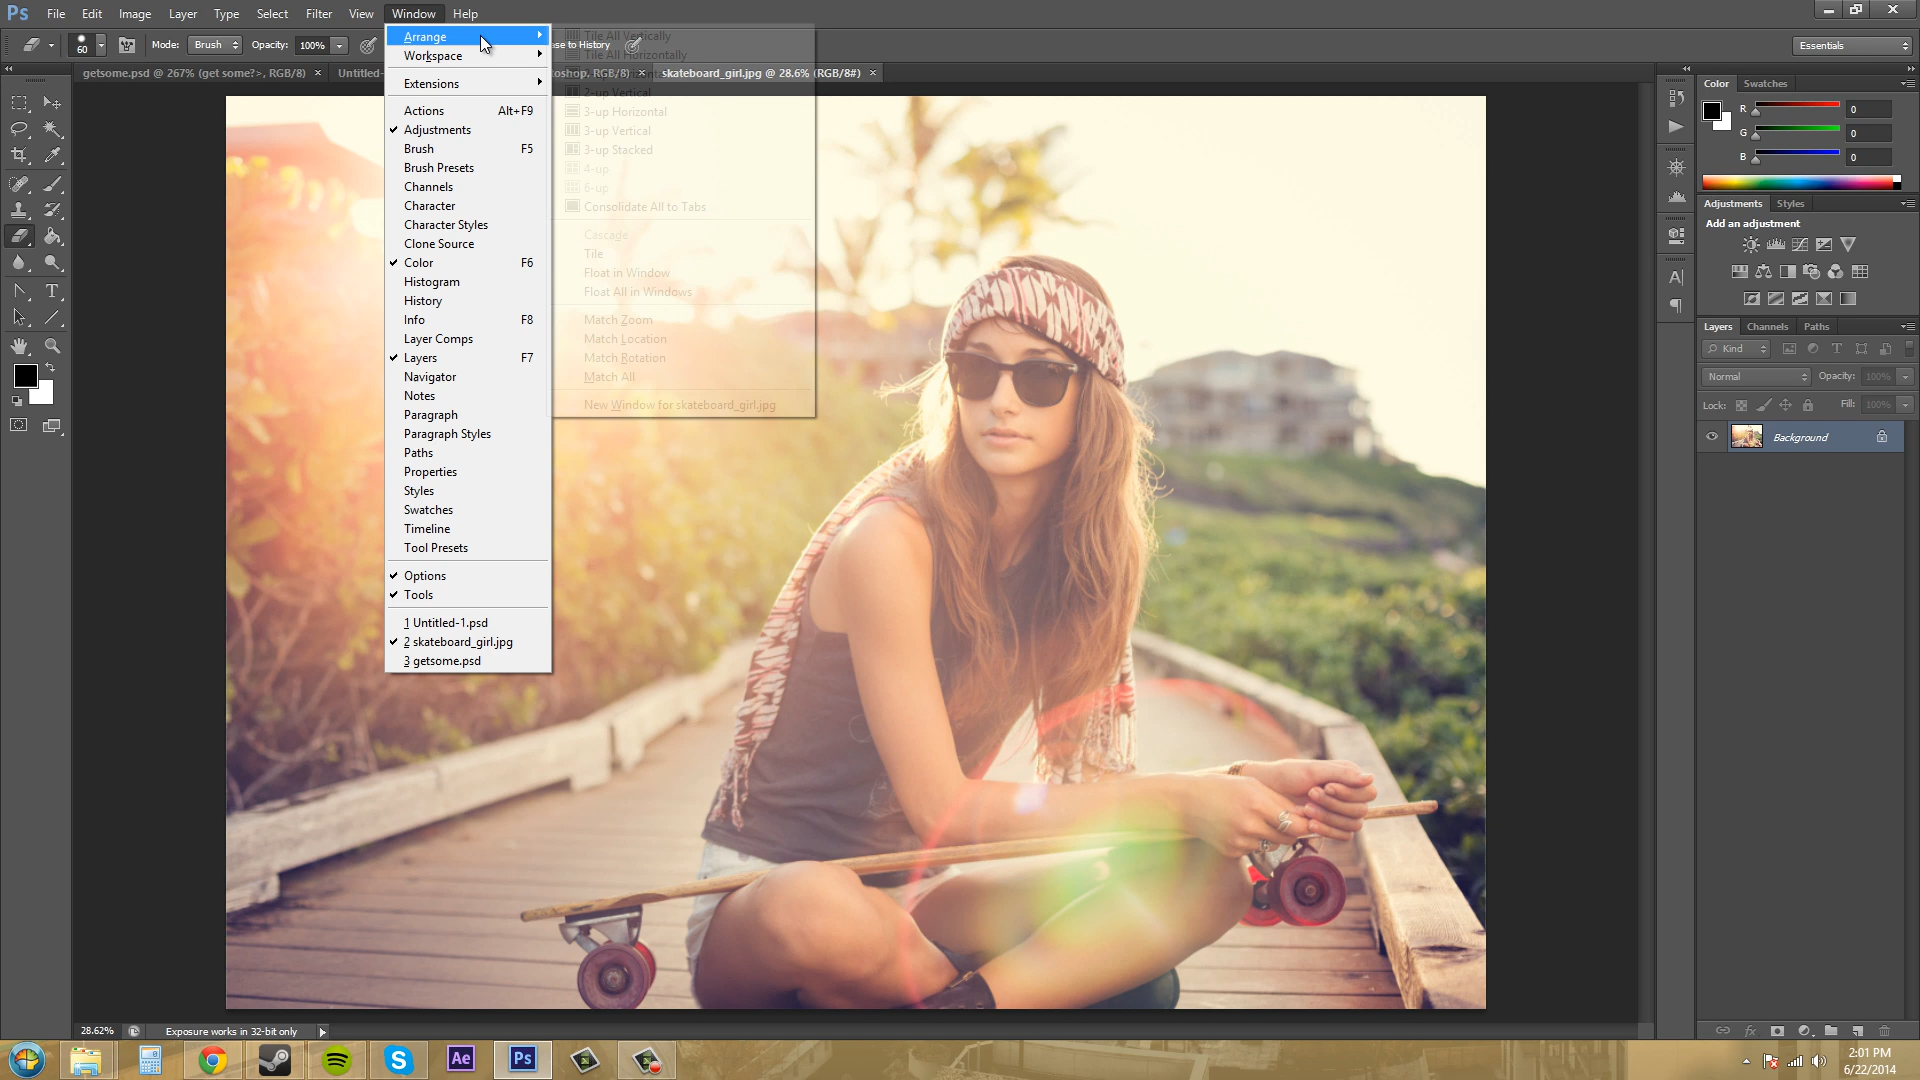 Ps File Edit Image Layer Type Select Filter View Window Help
60 Mode: Brush Opacity: 100% ase to History Essentials
getsome.psd @ 267% (get some?>, RGB/8) × Untitled- toshop, RGB/8) × skateboard_girl.jpg @ 28.6% (RGB/8#) ×
Arrange
Workspace
Extensions
Actions Alt+F9
Adjustments
Brush F5
Brush Presets
Channels
Character
Character Styles
Clone Source
Color F6
Histogram
History
Info F8
Layer Comps
Layers F7
Navigator
Notes
Paragraph
Paragraph Styles
Paths
Properties
Styles
Swatches
Timeline
Tool Presets
Options
Tools
1 Untitled-1.psd
2 skateboard_girl.jpg
3 getsome.psd
Tile All Vertically
Tile All Horizontally
2-up Vertical
3-up Horizontal
3-up Vertical
3-up Stacked
4-up
6-up
Consolidate All to Tabs
Cascade
Tile
Float in Window
Float All in Windows
Match Zoom
Match Location
Match Rotation
Match All
New Window for skateboard_girl.jpg
Color Swatches
R 0
G 0
B 0
Adjustments Styles
Add an adjustment
Layers Channels Paths
Kind
Normal Opacity: 100%
Lock: Fill: 100%
Background
28.62% Exposure works in 32-bit only
Ae Ps
2:01 PM
6/22/2014